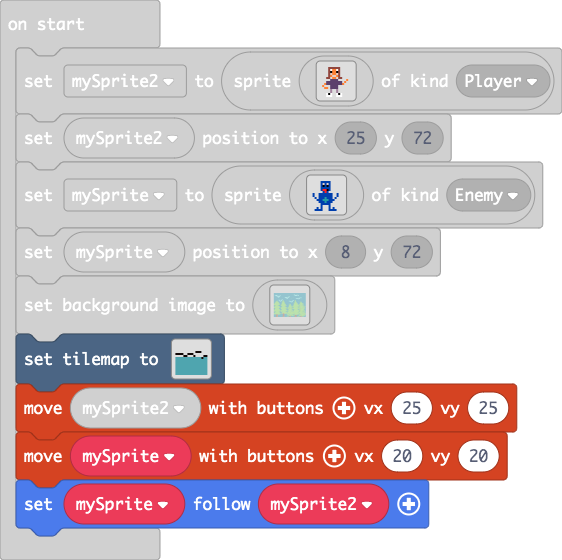 on start
set mySprite2 to sprite of kind Player
set mySprite2 position to x 25 y 72
set mySprite to sprite of kind Enemy
set mySprite position to x 8 y 72
set background image to
set tilemap to
move mySprite2 with buttons + vx 25 vy 25
move mySprite with buttons + vx 20 vy 20
set mySprite follow mySprite2 +